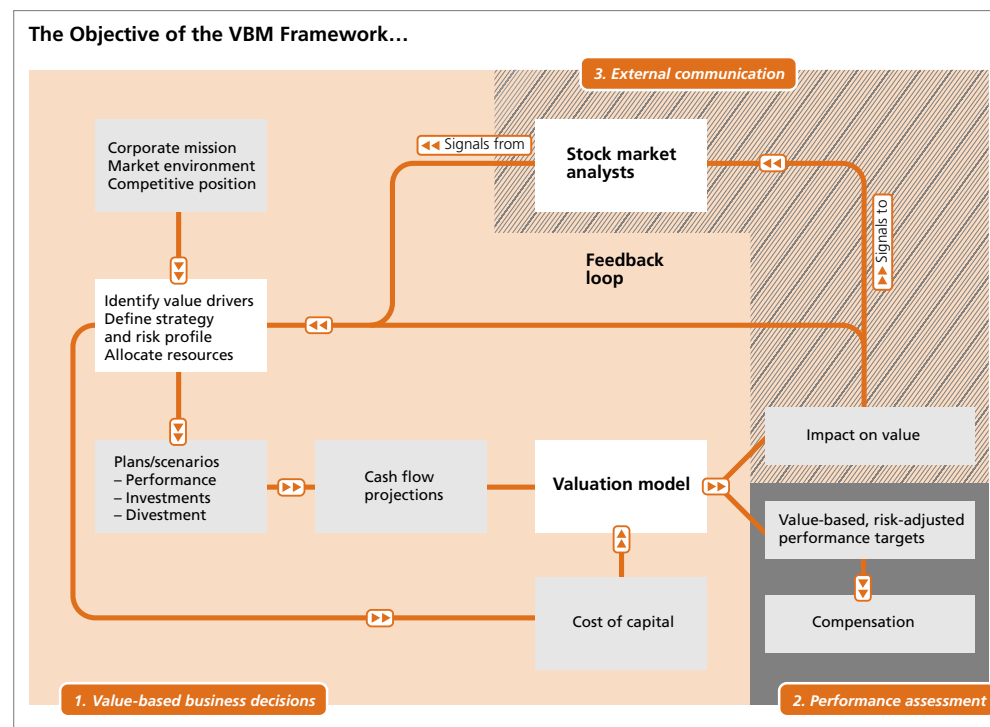 The Objective of the VBM Framework…
3. External communication
Corporate mission
Market environment
Competitive position
Signals from
Stock market
analysts
Signals to
Feedback
loop
Identify value drivers
Define strategy
and risk profile
Allocate resources
Impact on value
Plans/scenarios
– Performance
– Investments
– Divestment
Cash flow
projections
Valuation model
Value-based, risk-adjusted
performance targets
Cost of capital
Compensation
1. Value-based business decisions
2. Performance assessment